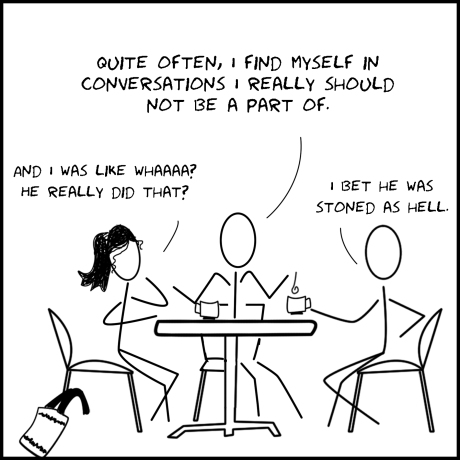 QUITE OFTEN, I FIND MYSELF IN
CONVERSATIONS I REALLY SHOULD
NOT BE A PART OF.
AND I WAS LIKE WHAAAA?
HE REALLY DID THAT?
I BET HE WAS
STONED AS HELL.